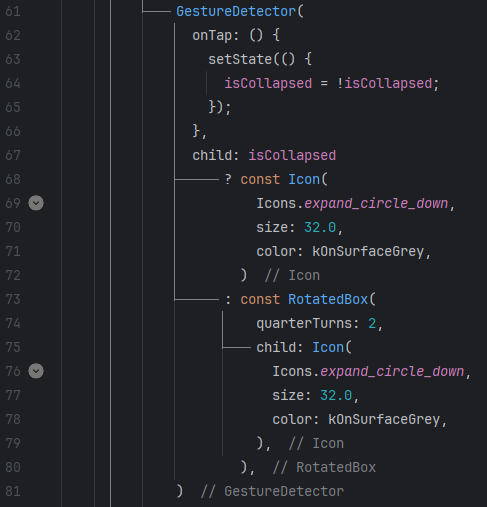 61 GestureDetector(
62 onTap: () {
63 setState(() {
64 isCollapsed = !isCollapsed;
65 });
66 },
67 child: isCollapsed
68 ? const Icon(
69 Icons.expand_circle_down,
70 size: 32.0,
71 color: kOnSurfaceGrey,
72 ) // Icon
73 : const RotatedBox(
74 quarterTurns: 2,
75 child: Icon(
76 Icons.expand_circle_down,
77 size: 32.0,
78 color: kOnSurfaceGrey,
79 ), // Icon
80 ), // RotatedBox
81 ) // GestureDetector